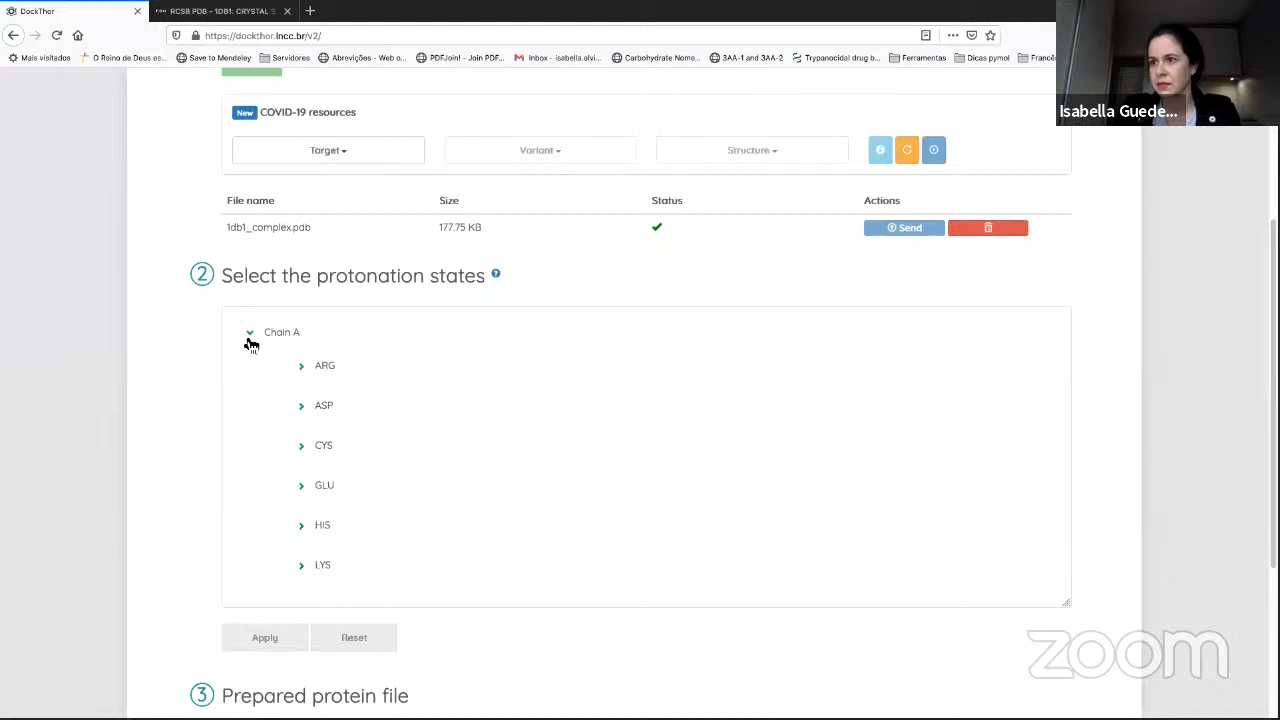 DockThor
RCSB PDB - 1DB1: CRYSTAL S
https://dockthor.lncc.br/v2/
Mais visitados
O Reino de Deus es...
Save to Mendeley
Servidores
Abrevições - Web o...
PDFJoin! - Join PDF...
Inbox - isabella.alvi...
Carbohydrate Nome...
3AA-1 and 3AA-2
Trypanocidal drug b...
Ferramentas
Dicas pymol
Francês
Isabella Guede...
New COVID-19 resources
Target
Variant
Structure
File name Size Status Actions
1db1_complex.pdb 177.75 KB Send
2 Select the protonation states ?
Chain A
ARG
ASP
CYS
GLU
HIS
LYS
Apply Reset
zoom
3 Prepared protein file